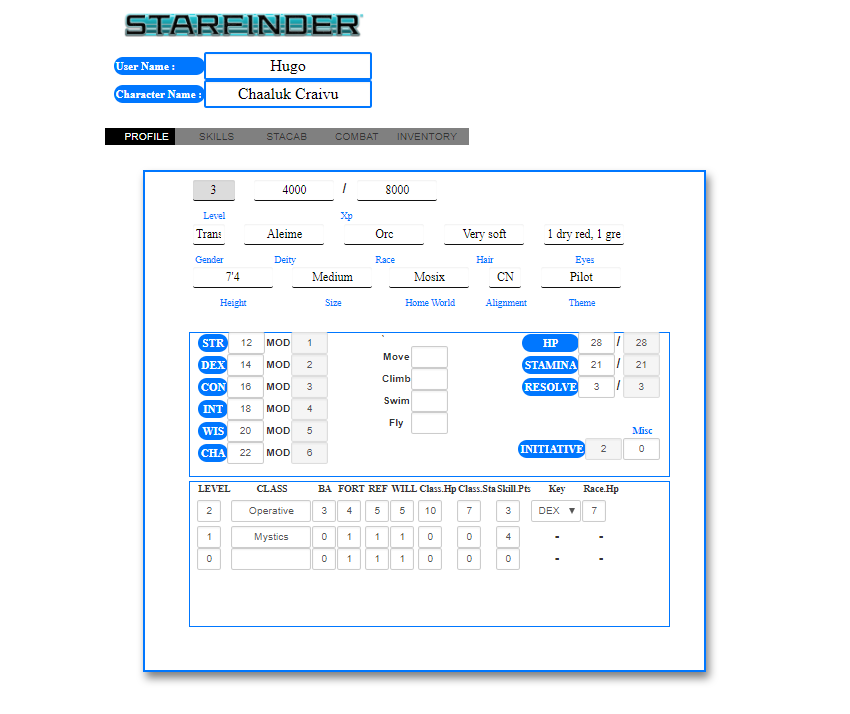 STARFINDER
User Name : Hugo
Character Name : Chaaluk Craivu
PROFILE SKILLS STACAB COMBAT INVENTORY
3 4000 / 8000
Level Xp
Trans Aleime Orc Very soft 1 dry red, 1 gre
Gender Deity Race Hair Eyes
7'4 Medium Mosix CN Pilot
Height Size Home World Alignment Theme
STR 12 MOD 1 ` HP 28 / 28
Move
DEX 14 MOD 2 STAMINA 21 / 21
Climb
CON 16 MOD 3 RESOLVE 3 / 3
Swim
INT 18 MOD 4
Fly
WIS 20 MOD 5 Misc
CHA 22 MOD 6 INITIATIVE 2 0
LEVEL CLASS BA FORT REF WILL Class.Hp Class.Sta Skill.Pts Key Race.Hp
2 Operative 3 4 5 5 10 7 3 DEX ▼ 7
1 Mystics 0 1 1 1 0 0 4 - -
0 0 1 1 1 0 0 0 - -